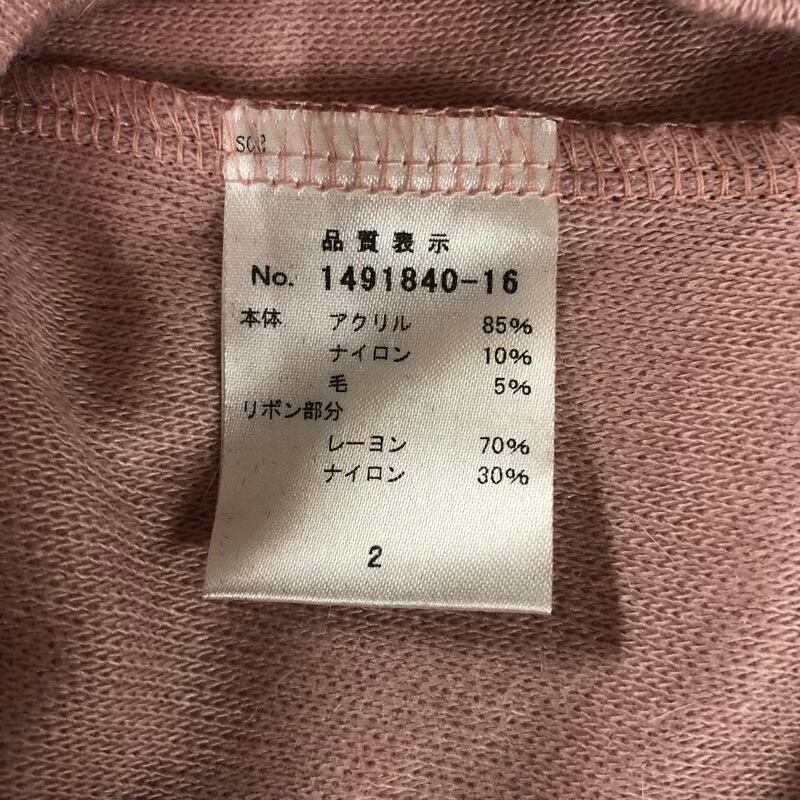 品質表示
No. 1491840-16
本体 アクリル 85%
ナイロン 10%
毛 5%
リボン部分
レーヨン 70%
ナイロン 30%
2